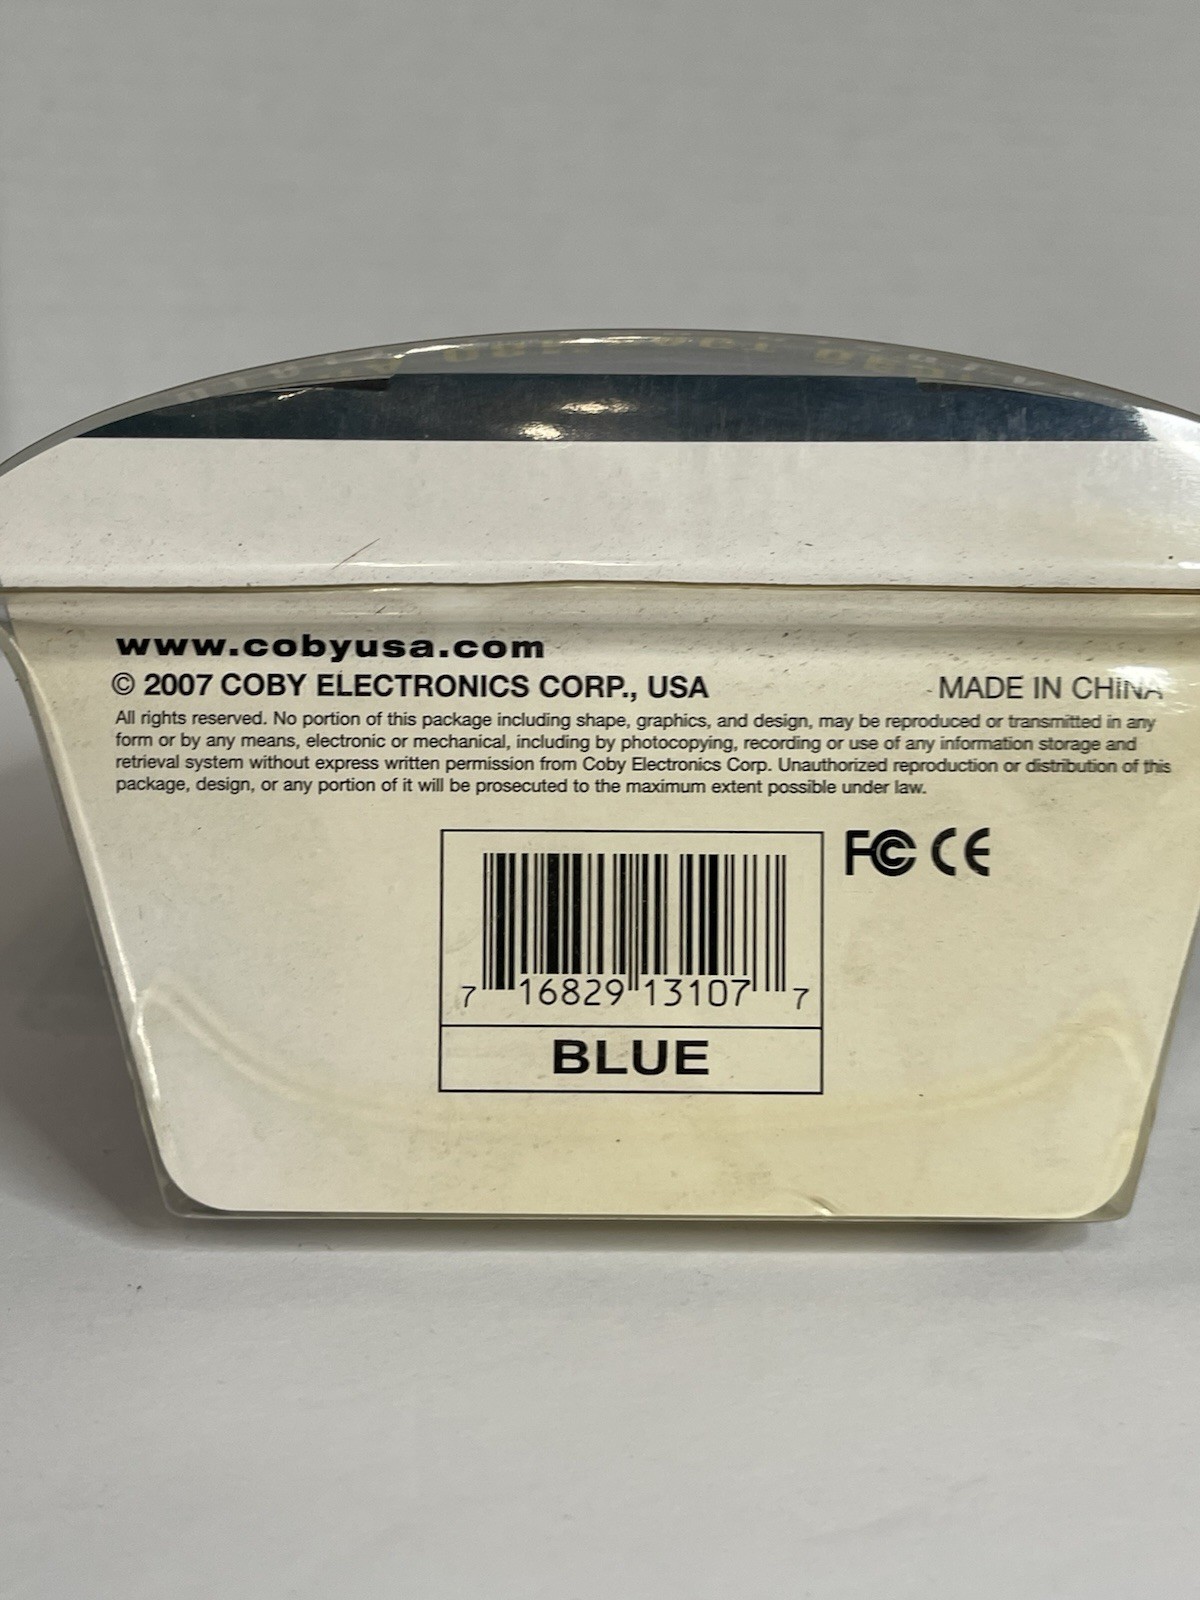 www.cobyusa.com
© 2007 COBY ELECTRONICS CORP., USA
MADE IN CHINA
All rights reserved. No portion of this package including shape, graphics, and design, may be reproduced or transmitted in any
form or by any means, electronic or mechanical, including by photocopying, recording or use of any information storage and
retrieval system without express written permission from Coby Electronics Corp. Unauthorized reproduction or distribution of this
package, design, or any portion of it will be prosecuted to the maximum extent possible under law.
FC CE
7 16829 13107 7
BLUE